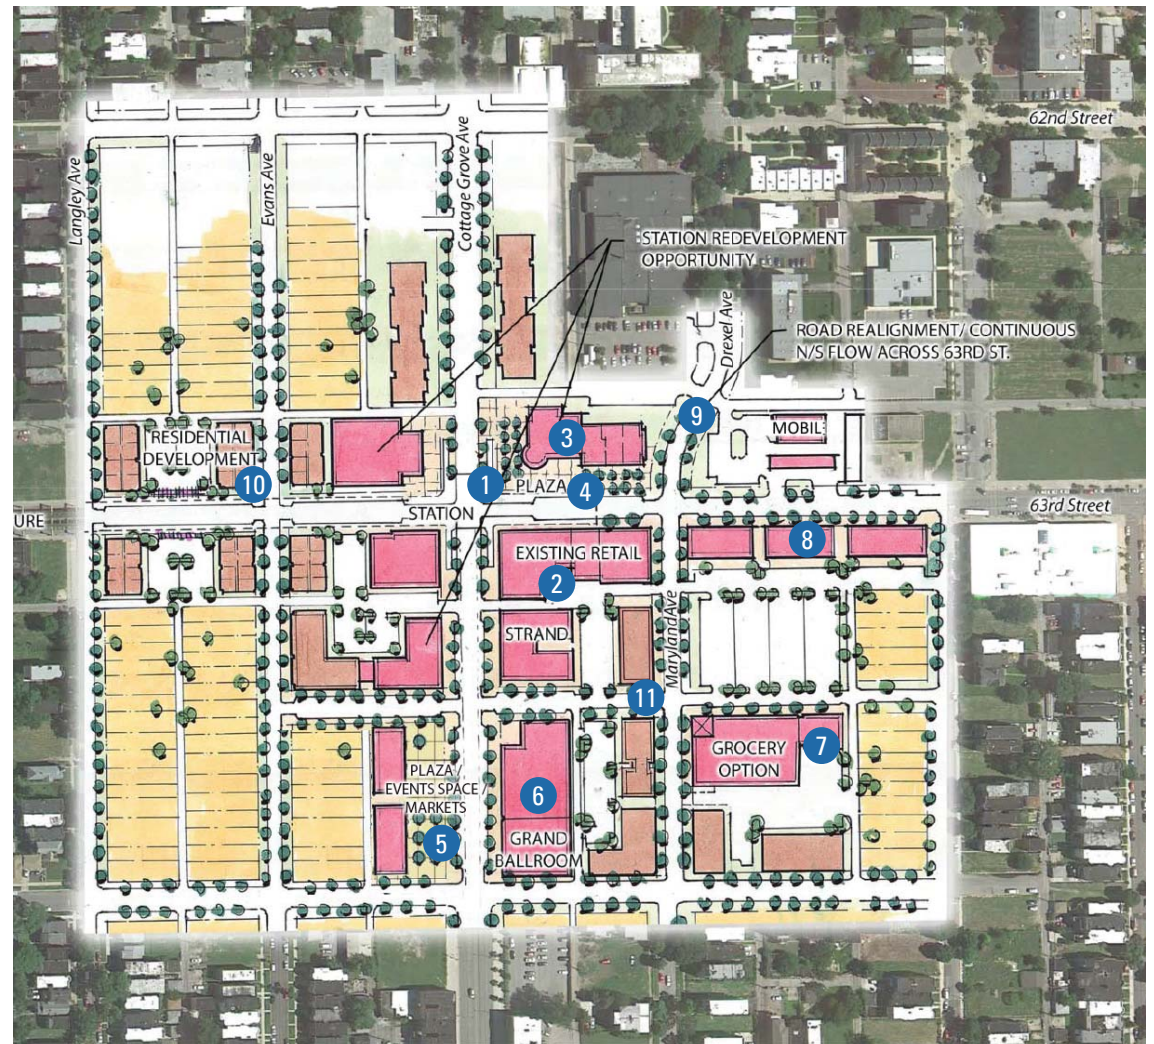 62nd Street
Langley Ave
Evans Ave
Cottage Grove Ave
STATION REDEVELOPMENT
OPPORTUNITY
Drexel Ave
ROAD REALIGNMENT/ CONTINUOUS
N/S FLOW ACROSS 63RD ST.
9
MOBIL
RESIDENTIAL
DEVELOPMENT
3
10
1
PLAZA
4
63rd Street
URE
STATION
EXISTING RETAIL
8
2
Maryland Ave
STRAND
11
GROCERY
OPTION
7
PLAZA /
EVENTS SPACE /
MARKETS
6
5
GRAND
BALLROOM